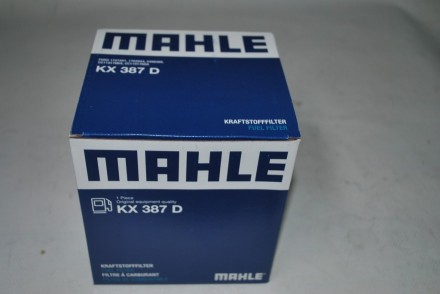 MAHLE
KX 387 D
KRAFTSTOFFFILTER
FUEL FILTER
MAHLE
1 Piece
Original equipment quality
KX 387 D
KRAFTSTOFFFILTER
FILTRE À CARBURANT
MAHLE